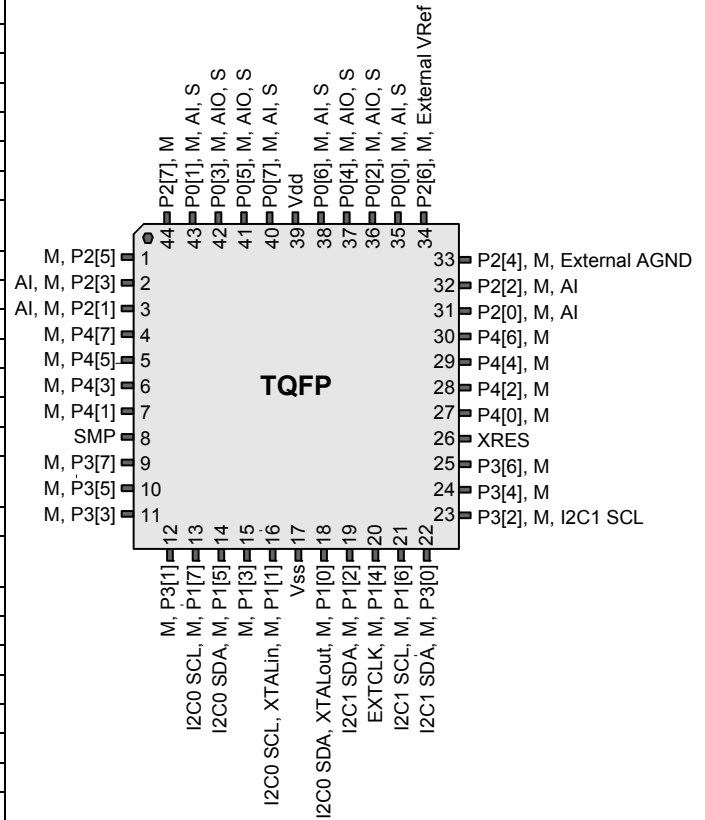 P2[7], M
P0[1], M, AI, S
P0[3], M, AIO, S
P0[5], M, AIO, S
P0[7], M, AI, S
Vdd
P0[6], M, AI, S
P0[4], M, AIO, S
P0[2], M, AIO, S
P0[0], M, AI, S
P2[6], M, External VRef
44
43
42
41
40
39
38
37
36
35
34
M, P2[5] 1
AI, M, P2[3] 2
AI, M, P2[1] 3
M, P4[7] 4
M, P4[5] 5
M, P4[3] 6
M, P4[1] 7
SMP 8
M, P3[7] 9
M, P3[5] 10
M, P3[3] 11
TQFP
33 P2[4], M, External AGND
32 P2[2], M, AI
31 P2[0], M, AI
30 P4[6], M
29 P4[4], M
28 P4[2], M
27 P4[0], M
26 XRES
25 P3[6], M
24 P3[4], M
23 P3[2], M, I2C1 SCL
12
13
14
15
16
17
18
19
20
21
22
M, P3[1]
I2C0 SCL, M, P1[7]
I2C0 SDA, M, P1[5]
M, P1[3]
I2C0 SCL, XTALin, M, P1[1]
Vss
I2C0 SDA, XTALout, M, P1[0]
I2C1 SDA, M, P1[2]
EXTCLK, M, P1[4]
I2C1 SCL, M, P1[6]
I2C1 SDA, M, P3[0]